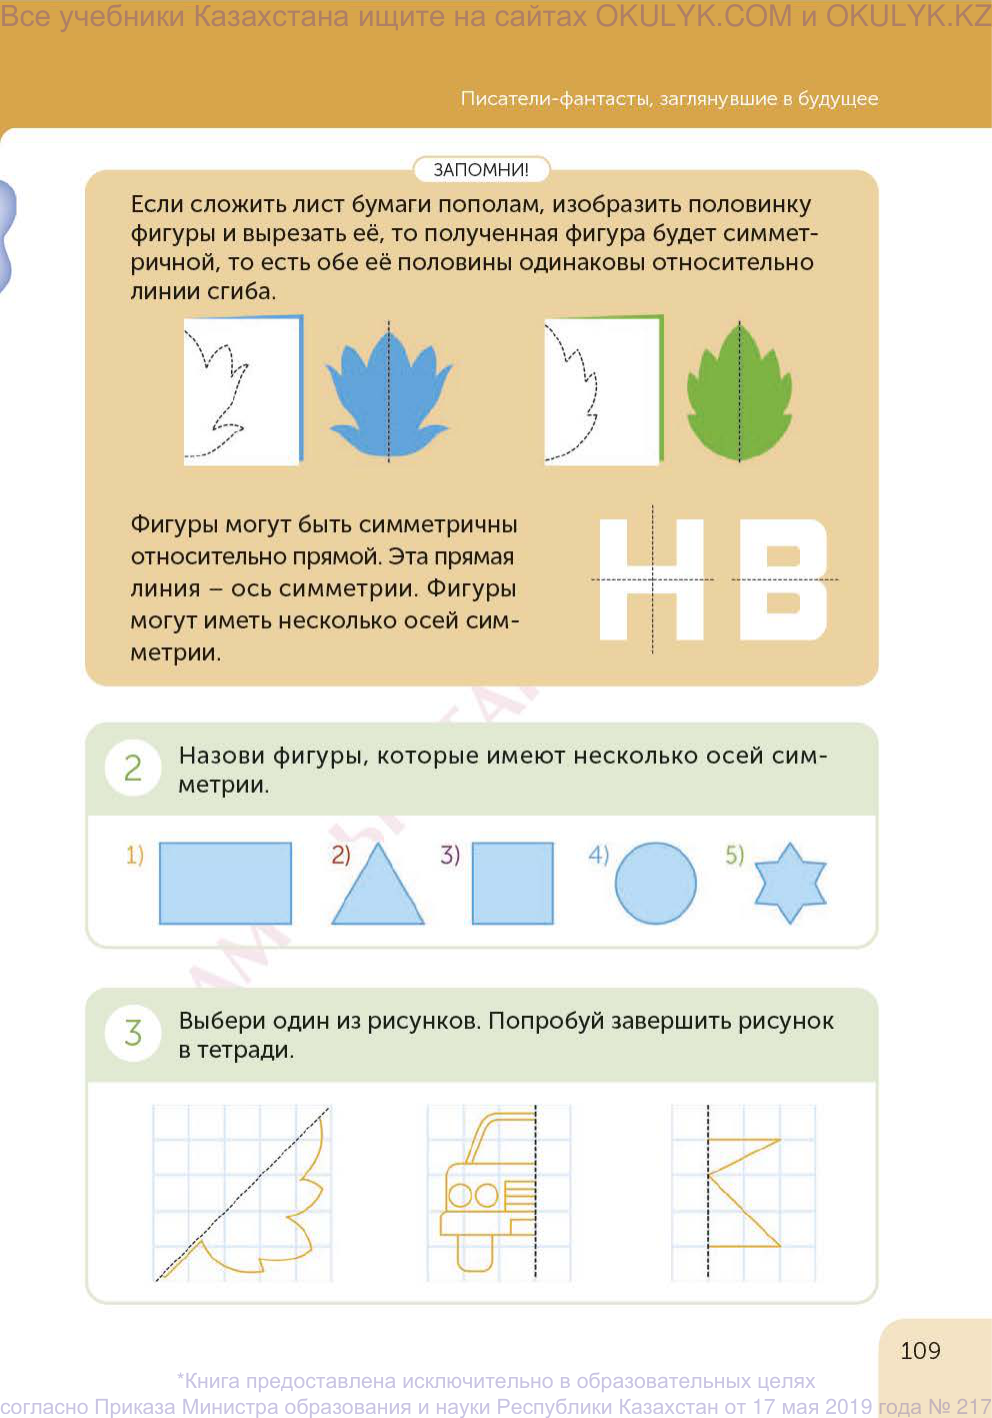 Все учебники Казахстана ищите на сайтах OKULYK.COM и OKULYK.KZ
Писатели-фантасты, заглянувшие в будущее
ЗАПОМНИ!
Если сложить лист бумаги пополам, изобразить половинку
фигуры и вырезать её, то полученная фигура будет симмет-
ричной, то есть обе её половины одинаковы относительно
линии сгиба.
Фигуры могут быть симметричны
относительно прямой. Эта прямая
линия – ось симметрии. Фигуры
могут иметь несколько осей сим-
метрии.
Н В
2 Назови фигуры, которые имеют несколько осей сим-
метрии.
1) 2) 3) 4) 5)
3 Выбери один из рисунков. Попробуй завершить рисунок
в тетради.
109
*Книга предоставлена исключительно в образовательных целях
согласно Приказа Министра образования и науки Республики Казахстан от 17 мая 2019 года № 217